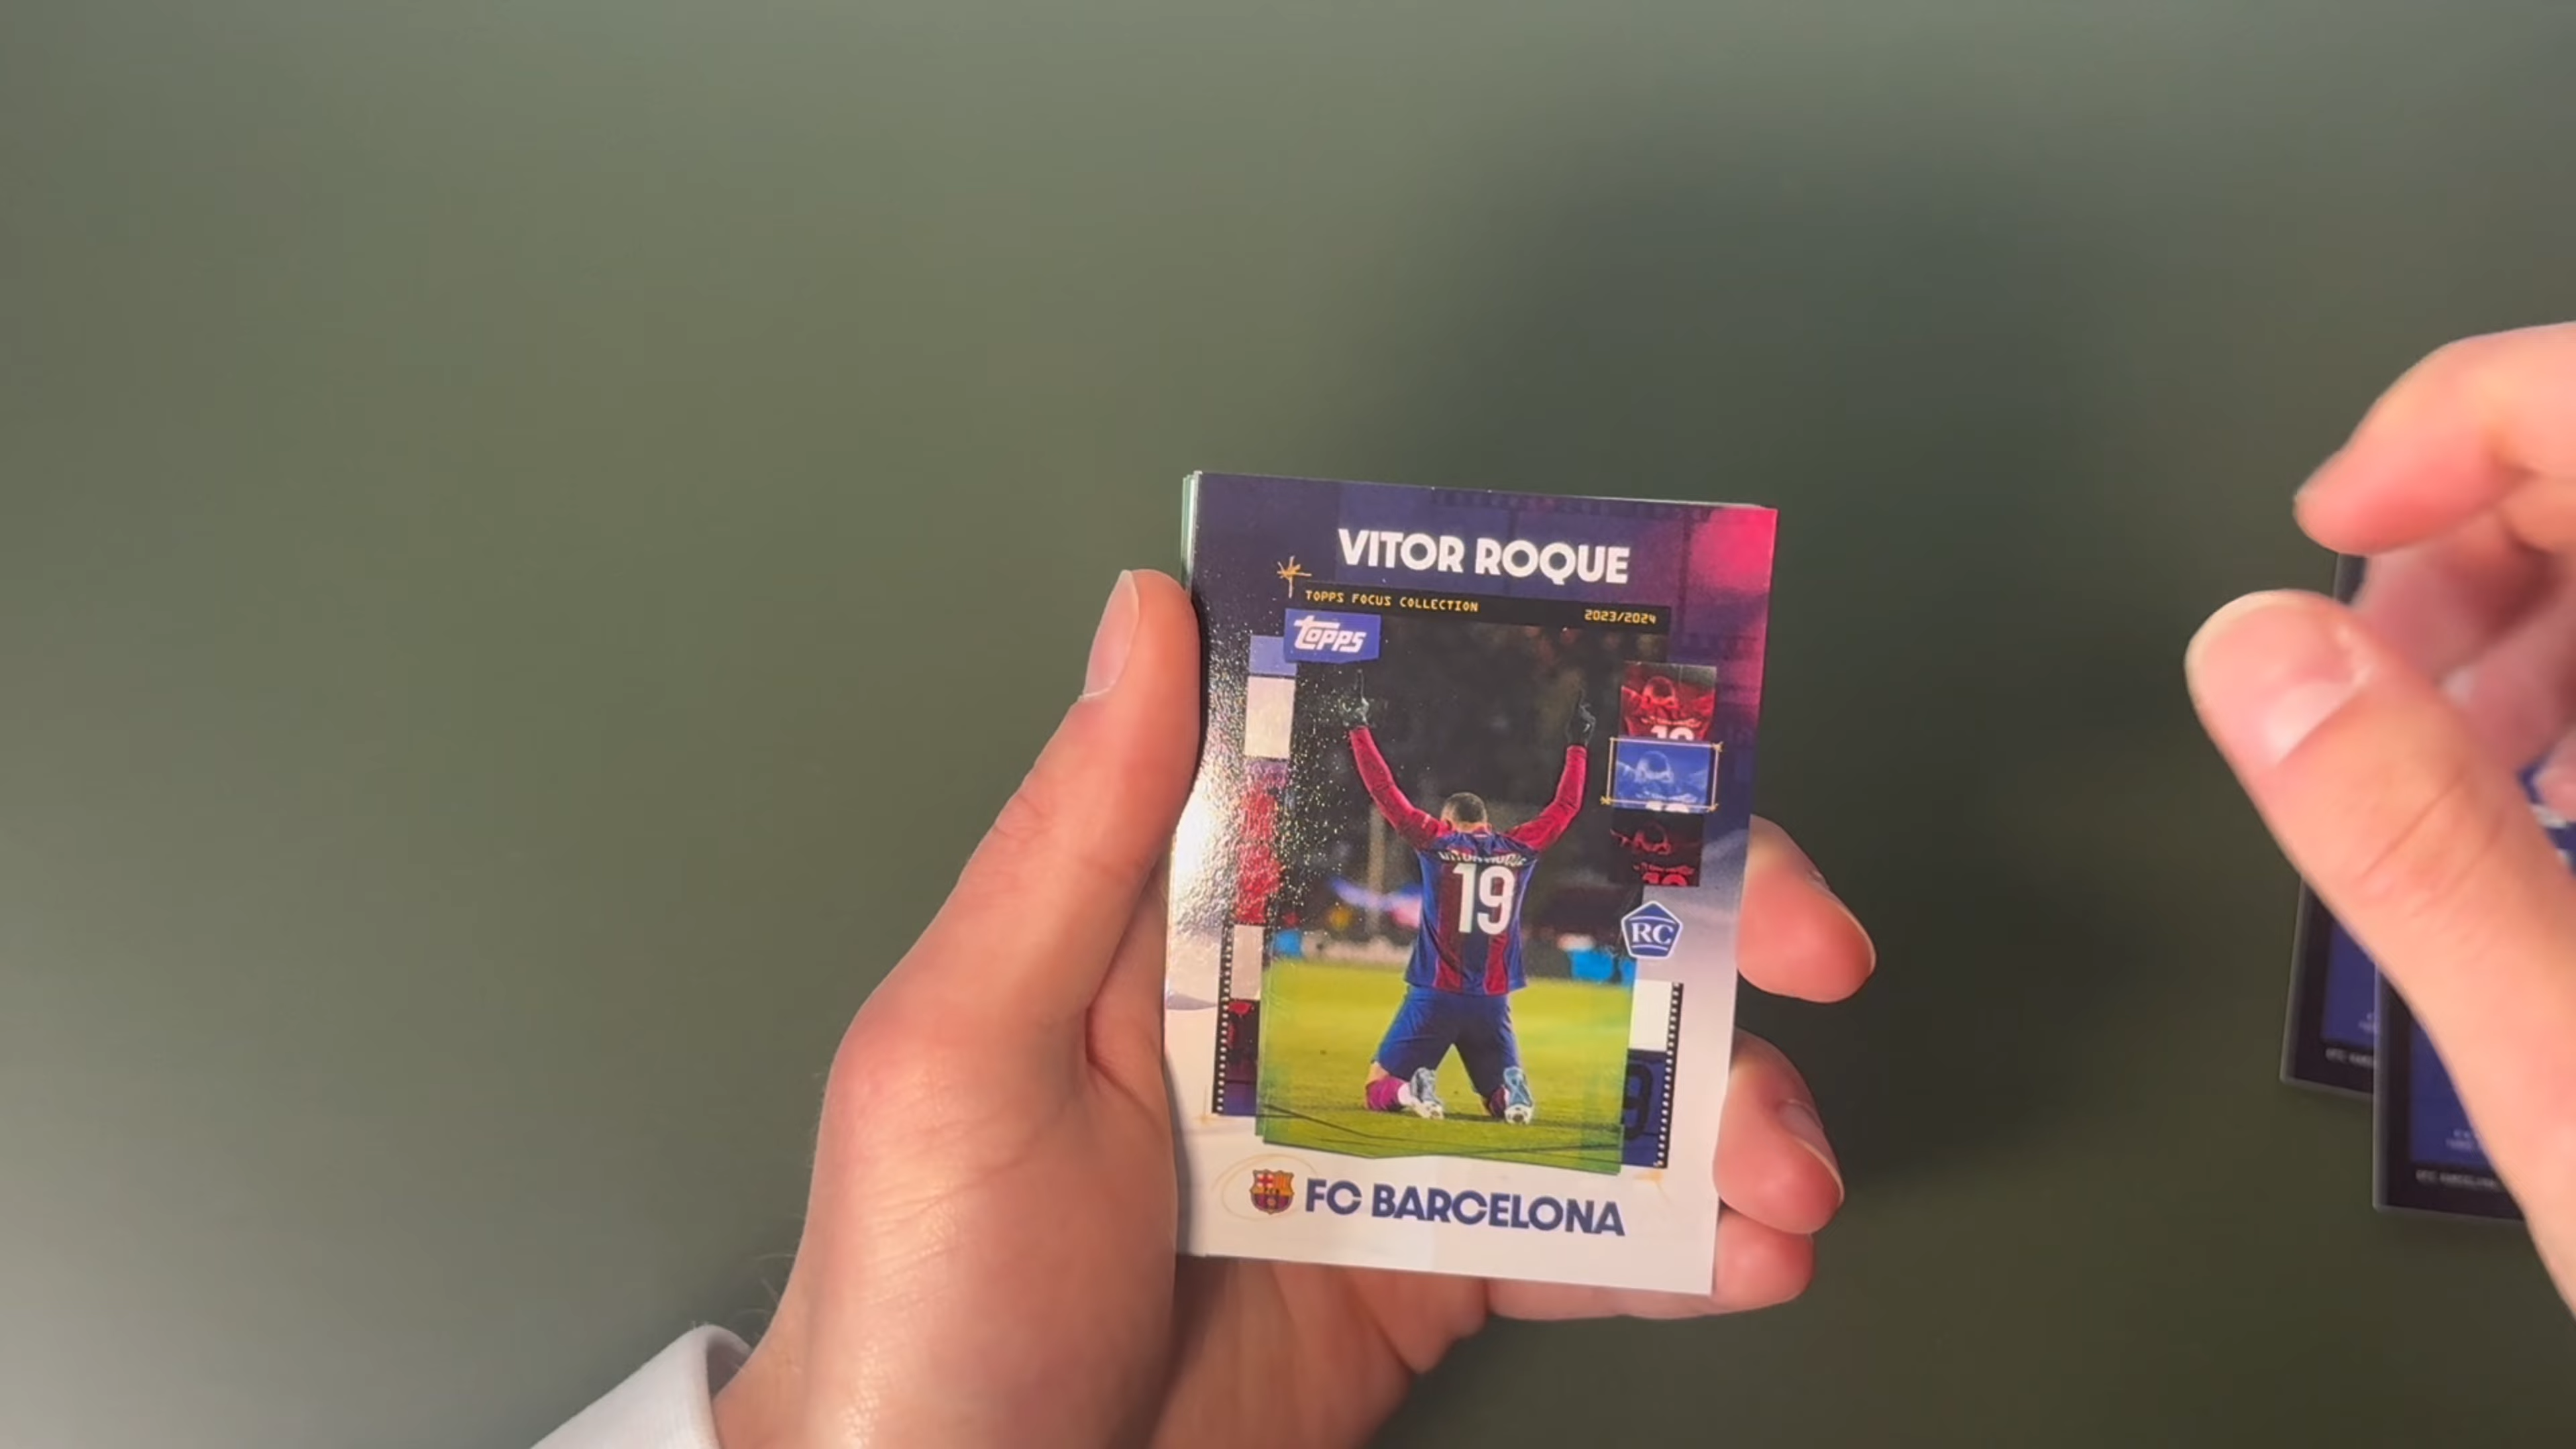 VITOR ROQUE
TOPPS FOCUS COLLECTION 2023/2024
topps
19
RC
FC BARCELONA